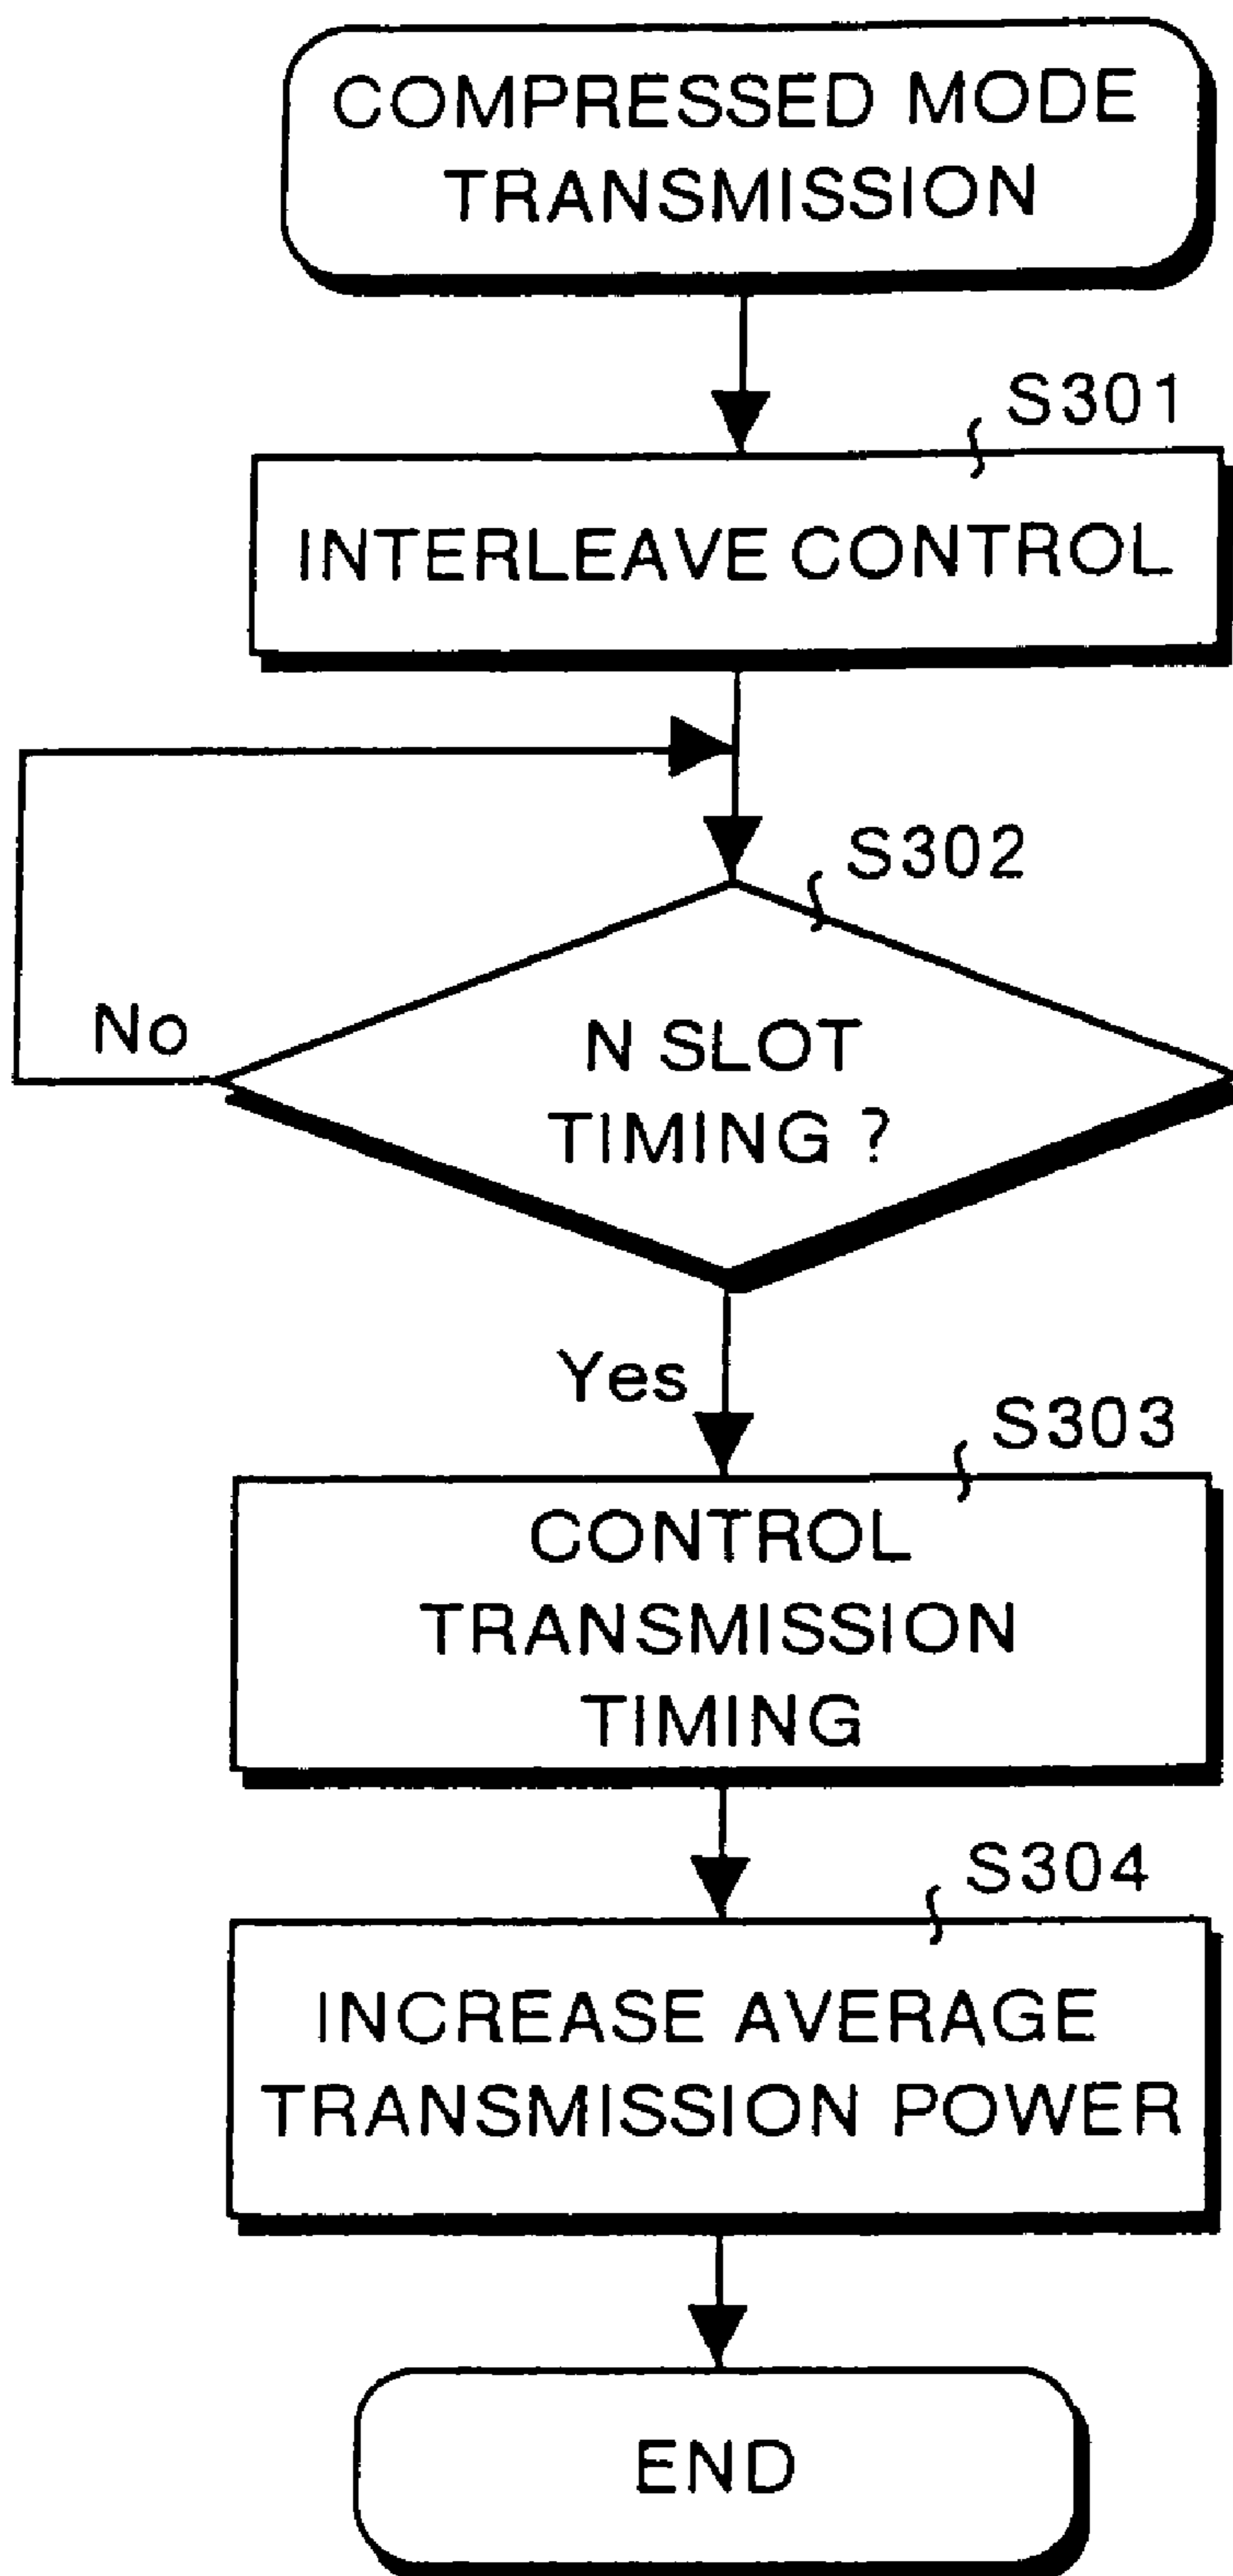 COMPRESSED MODE
TRANSMISSION
S301
INTERLEAVE CONTROL
S302
No
N SLOT
TIMING ?
Yes
S303
CONTROL
TRANSMISSION
TIMING
S304
INCREASE AVERAGE
TRANSMISSION POWER
END